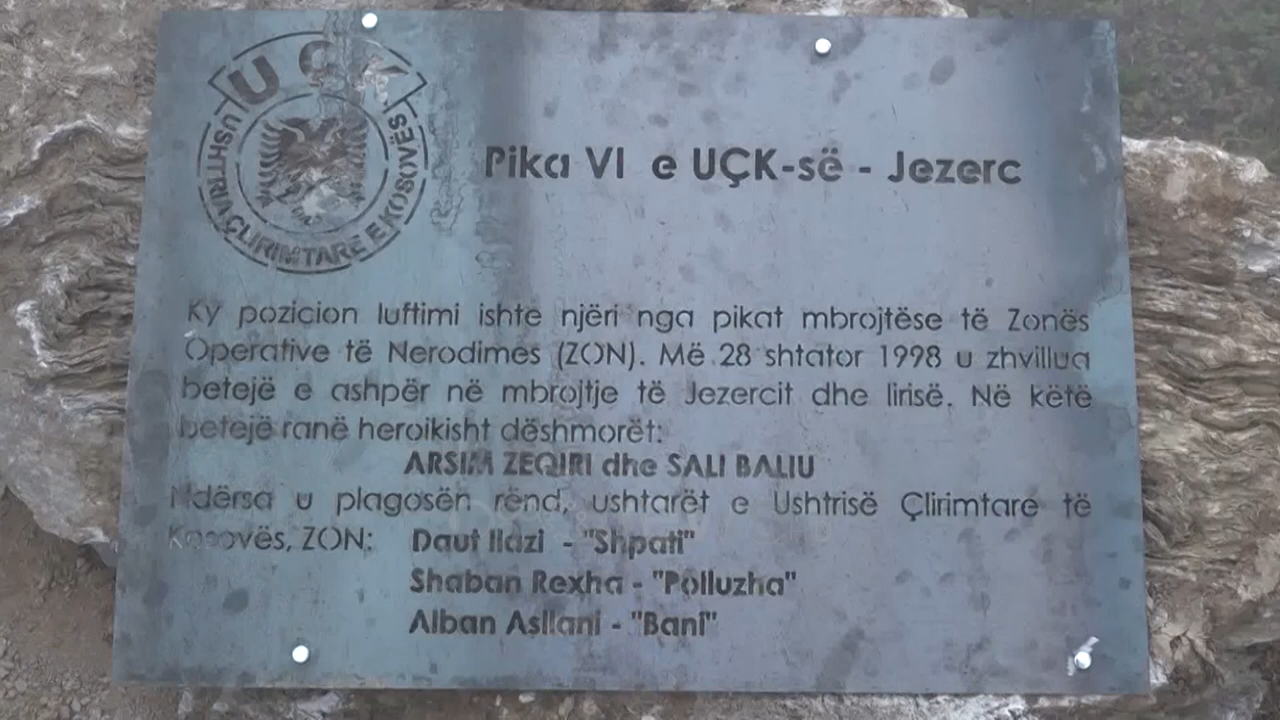 UÇK
USHTRIA ÇLIRIMTARE E KOSOVËS
Pika VI e UÇK-së - Jezerc
Ky pozicion luftimi ishte njëri nga pikat mbrojtëse të Zonës
Operative të Nerodimes (ZON). Më 28 shtator 1998 u zhvillua
betejë e ashpër në mbrojtje të Jezercit dhe lirisë. Në këtë
betejë ranë heroikisht dëshmorët:
ARSIM ZEQIRI dhe SALI BALIU
Ndërsa u plagosën rënd, ushtarët e Ushtrisë Çlirimtare të
Kosovës, ZON: Daut Ilazi - "Shpati"
Shaban Rexha - "Polluzha"
Alban Asllani - "Bani"